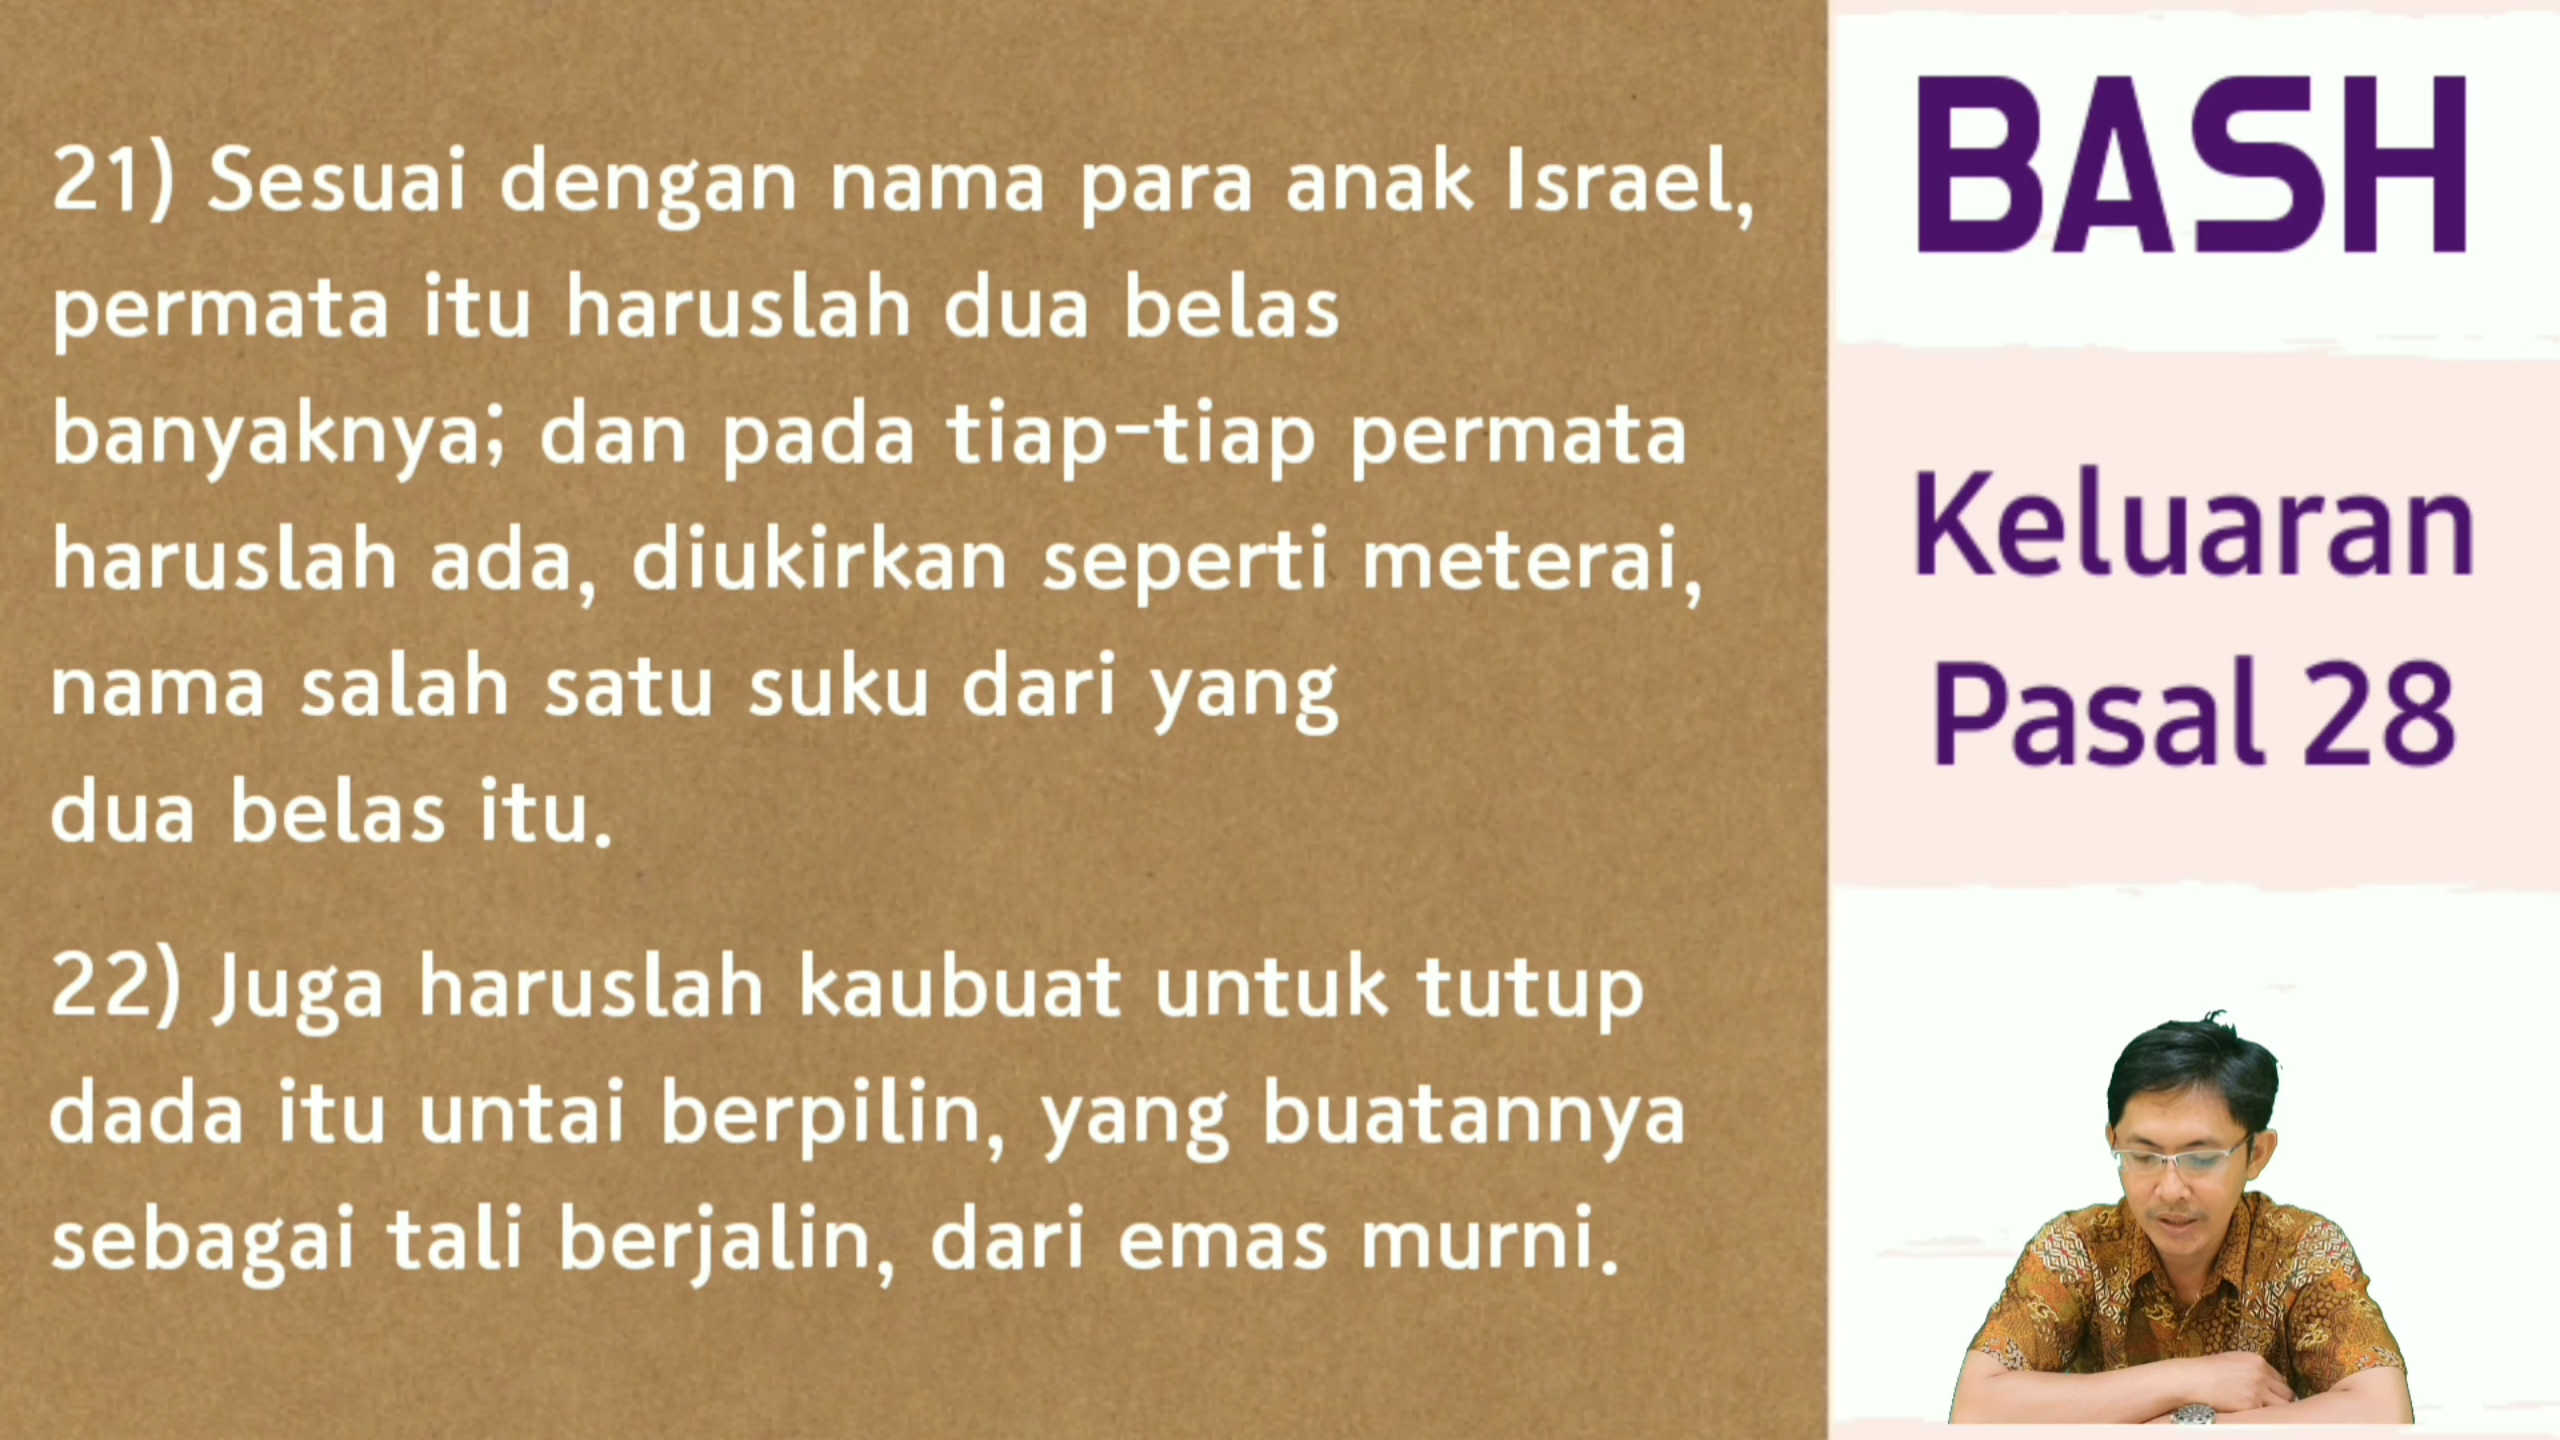 21) Sesuai dengan nama para anak Israel,
permata itu haruslah dua belas
banyaknya; dan pada tiap-tiap permata
haruslah ada, diukirkan seperti meterai,
nama salah satu suku dari yang
dua belas itu.
22) Juga haruslah kaubuat untuk tutup
dada itu untai berpilin, yang buatannya
sebagai tali berjalin, dari emas murni.
BASH
Keluaran
Pasal 28